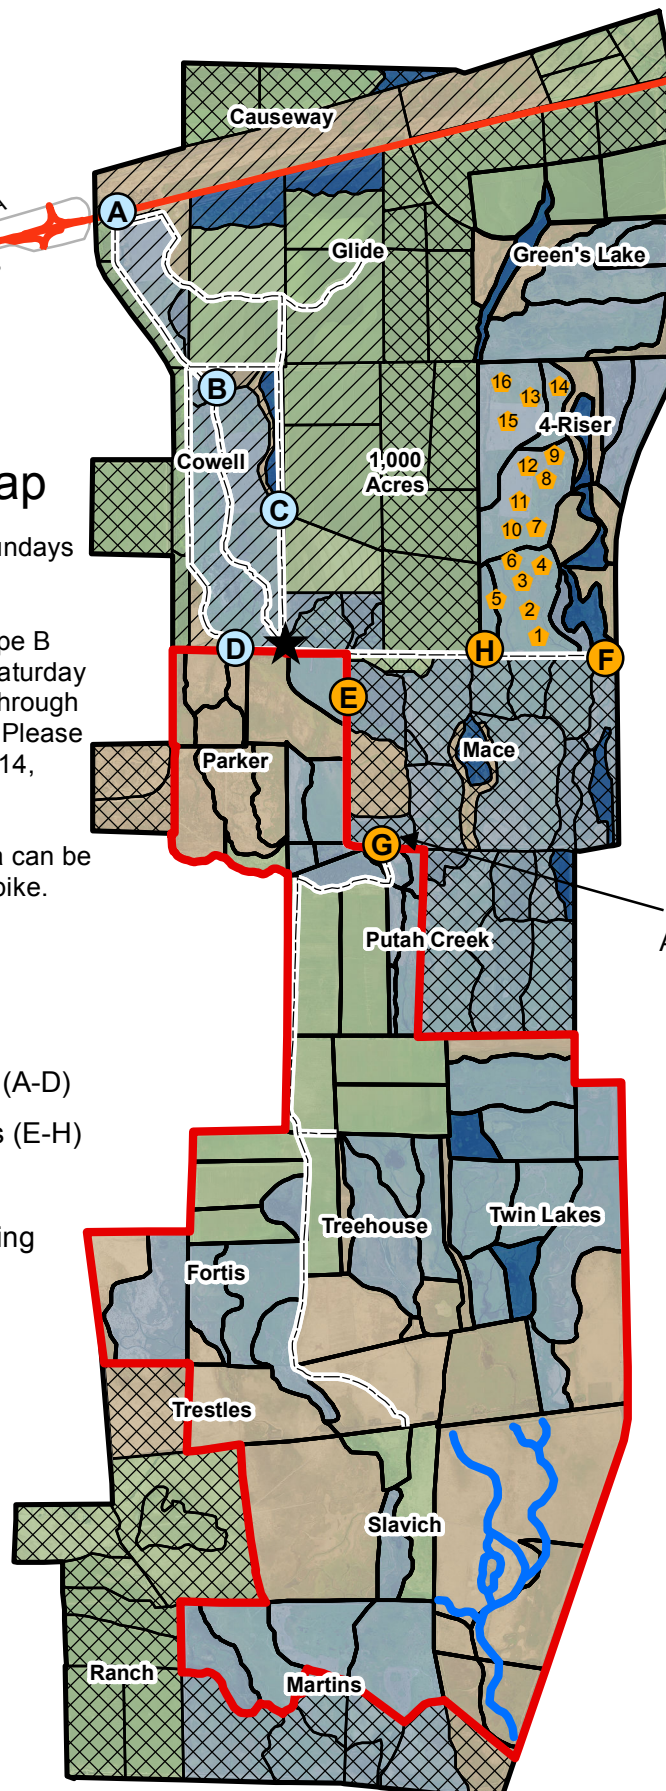 Causeway
A
A
Glide
Green's Lake
B
16
13
14
15
4-Riser
Cowell
1,000
Acres
9
12
8
ap
C
11
undays
10
7
6
4
3
5
2
pe B
1
aturday
D
H
F
hrough
E
Please
Parker
Mace
14,
G
a can be
bike.
A
Putah Creek
(A-D)
s (E-H)
Treehouse
Twin Lakes
ing
Fortis
Trestles
Slavich
Ranch
Martins